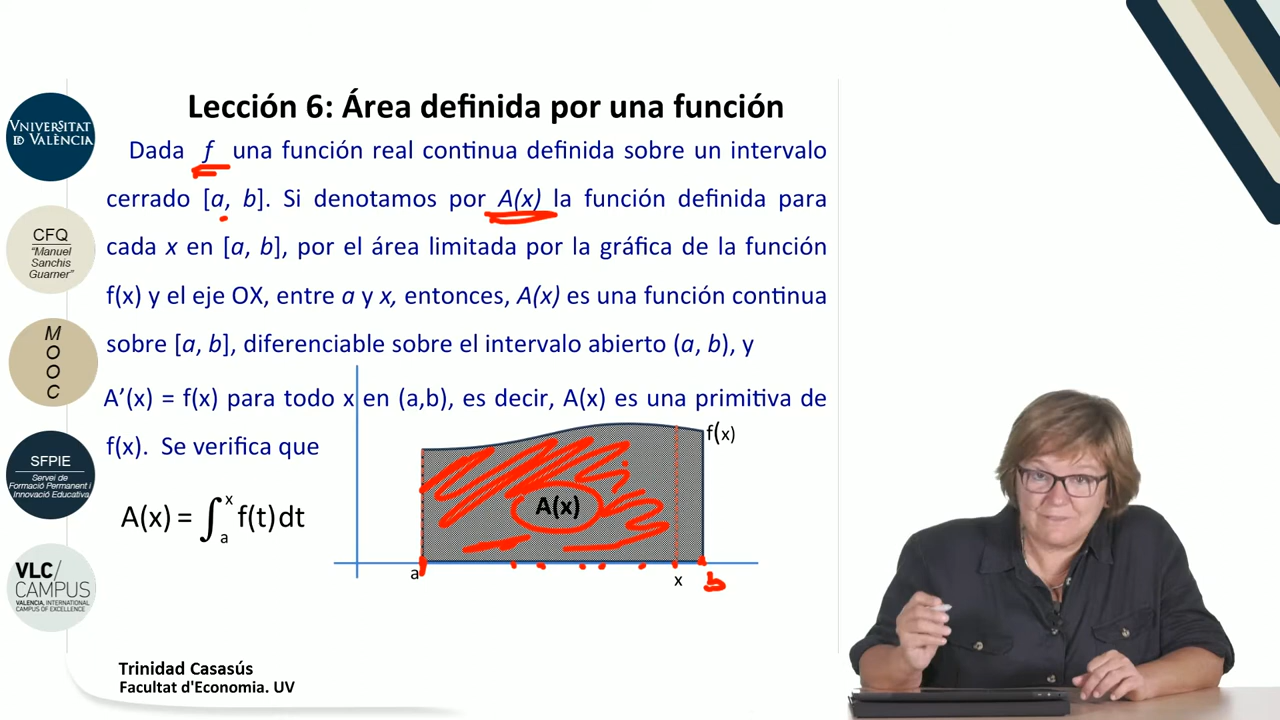 Lección 6: Área definida por una función
Dada f una función real continua definida sobre un intervalo
cerrado [a, b]. Si denotamos por A(x) la función definida para
cada x en [a, b], por el área limitada por la gráfica de la función
f(x) y el eje OX, entre a y x, entonces, A(x) es una función continua
sobre [a, b], diferenciable sobre el intervalo abierto (a, b), y
A’(x) = f(x) para todo x en (a,b), es decir, A(x) es una primitiva de
f(x). Se verifica que
A(x) = ∫ₐˣ f(t)dt
f(x)
A(x)
a
x
b
VNIVERSITAT
DE VALÈNCIA
CFQ
“Manuel
Sanchis
Guarner”
M
O
O
C
SFPIE
Servei de
Formació Permanent i
Innovació Educativa
VLC/
CAMPUS
VALENCIA, INTERNATIONAL
CAMPUS OF EXCELLENCE
Trinidad Casasús
Facultat d'Economia. UV